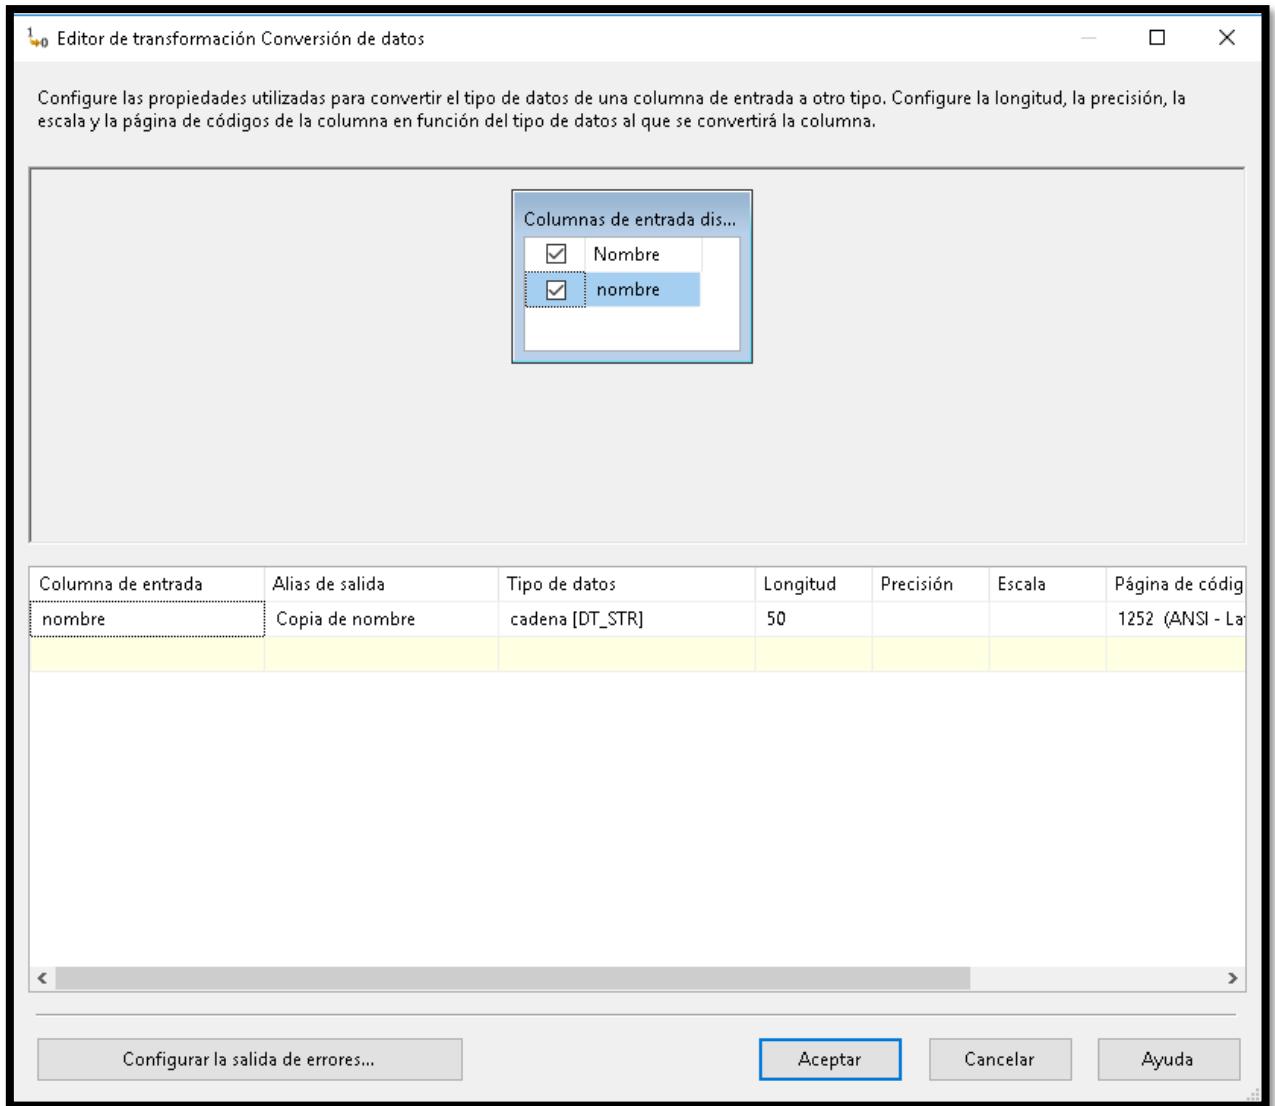 Editor de transformación Conversión de datos
Configure las propiedades utilizadas para convertir el tipo de datos de una columna de entrada a otro tipo. Configure la longitud, la precisión, la
escala y la página de códigos de la columna en función del tipo de datos al que se convertirá la columna.
Columnas de entrada dis...
Nombre
nombre
Columna de entrada Alias de salida Tipo de datos Longitud Precisión Escala Página de códig
nombre Copia de nombre cadena [DT_STR] 50 1252 (ANSI - La
Configurar la salida de errores... Aceptar Cancelar Ayuda